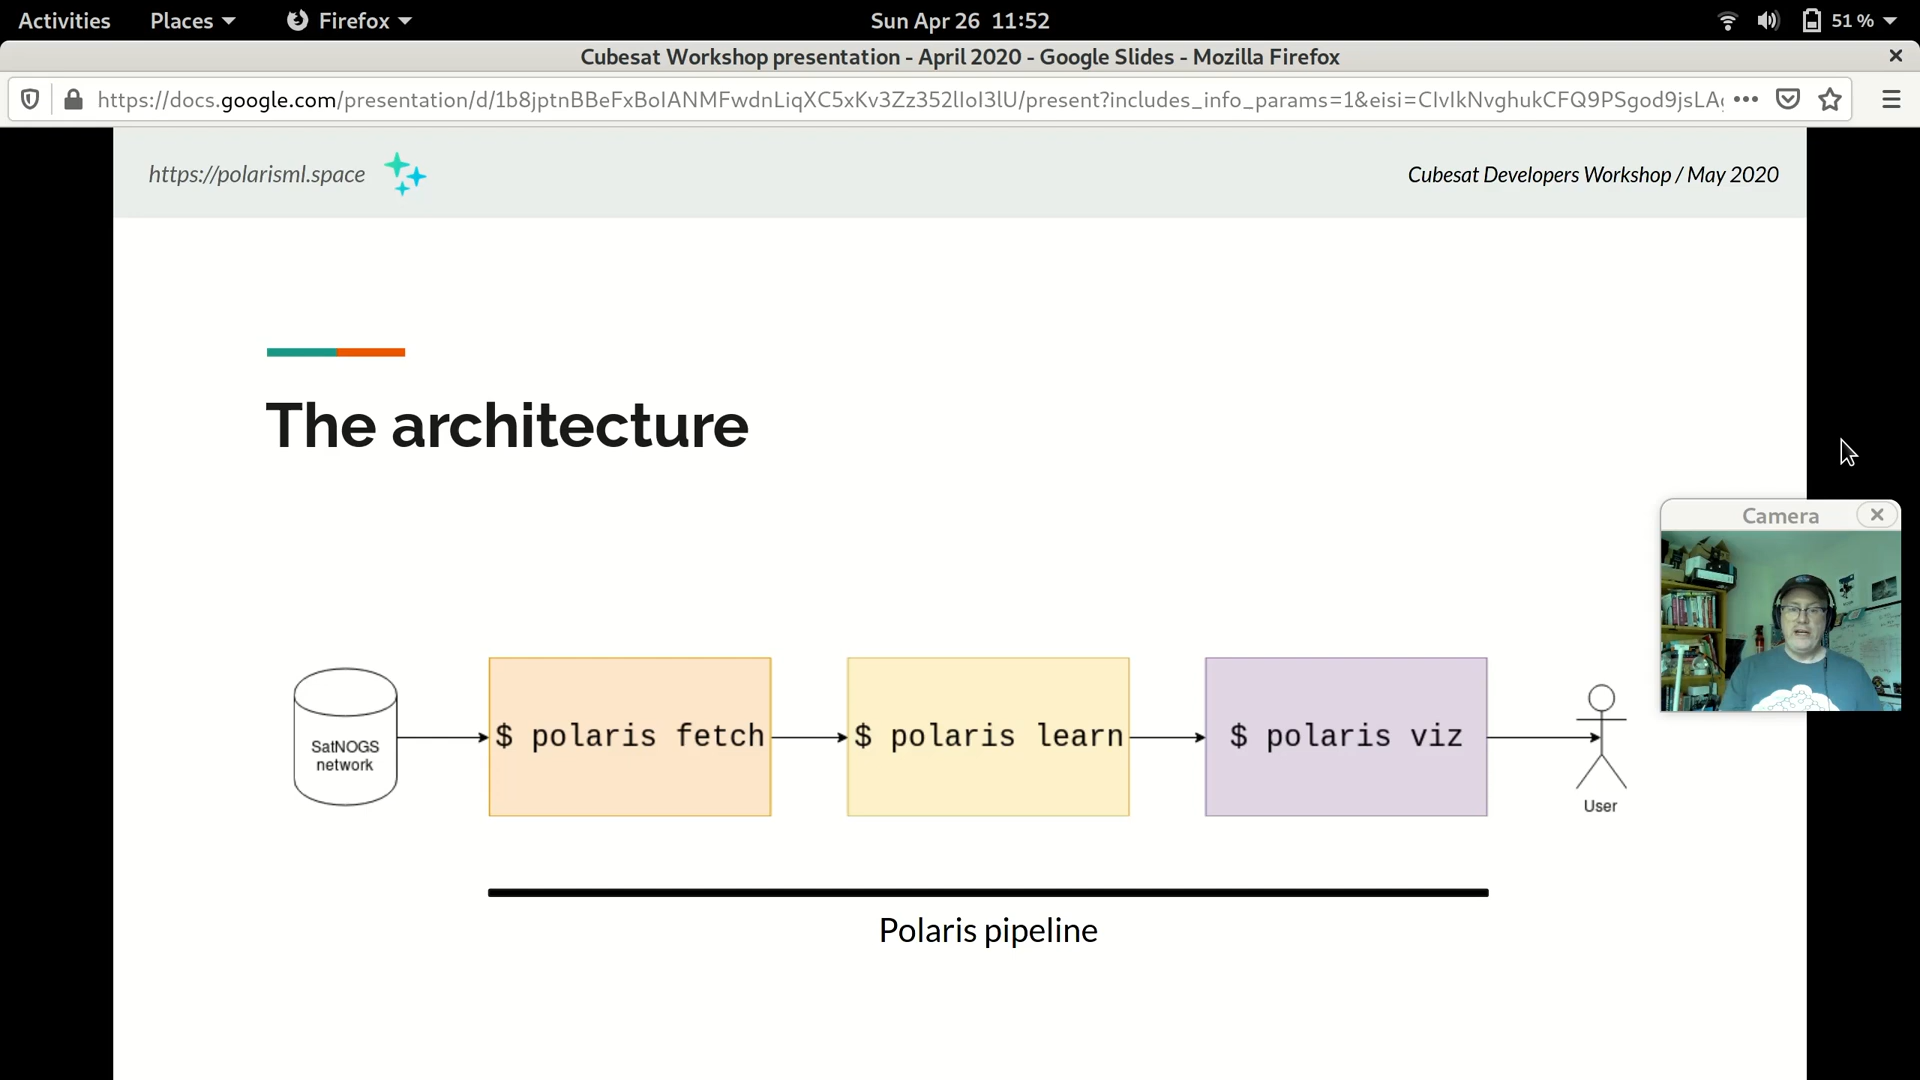 Activities Places Firefox Sun Apr 26 11:52 51 %
Cubesat Workshop presentation - April 2020 - Google Slides - Mozilla Firefox
https://docs.google.com/presentation/d/1b8jptnBBeFxBoIANMFwdnLiqXC5xKv3Zz352lIoI3lU/present?includes_info_params=1&eisi=CIvIkNvghukCFQ9PSgod9jsLA
https://polarisml.space
Cubesat Developers Workshop / May 2020
The architecture
Camera
SatNOGS
network
$ polaris fetch
$ polaris learn
$ polaris viz
User
Polaris pipeline